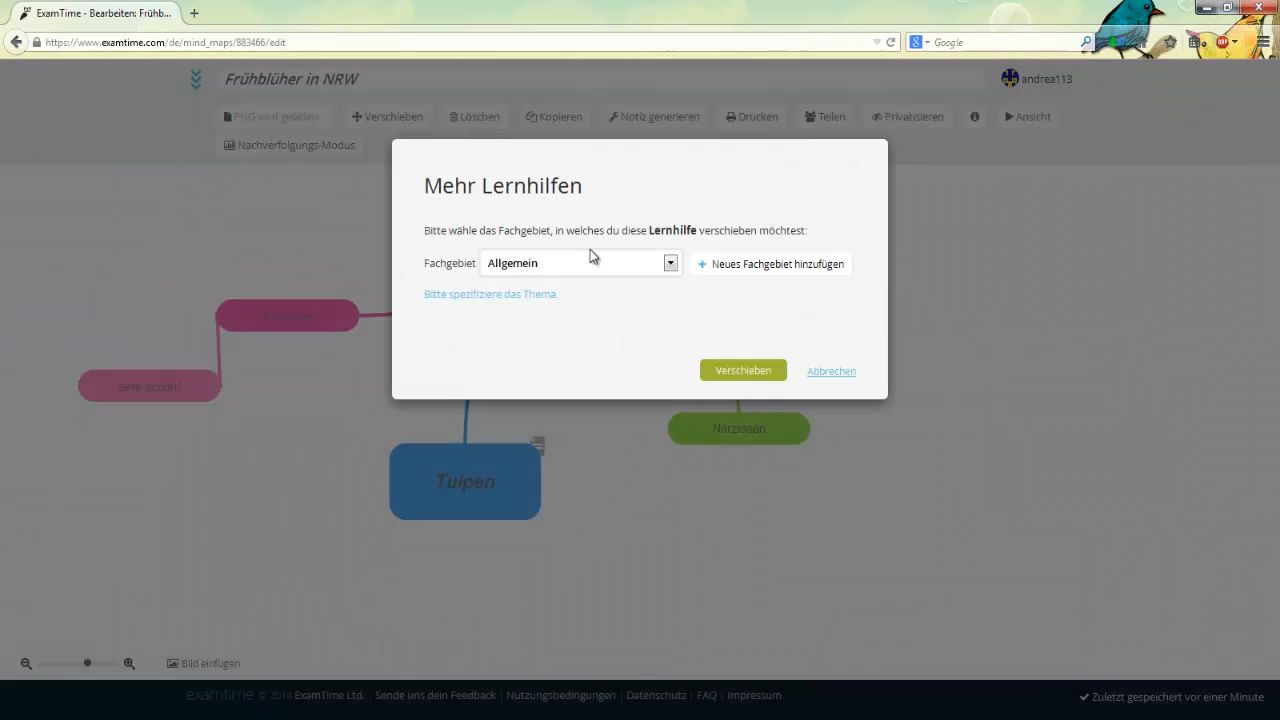 ExamTime - Bearbeiten: Frühb...
https://www.examtime.com/de/mind_maps/883466/edit
Google
Frühblüher in NRW
andrea113
PNG wird geladen
Verschieben
Löschen
Kopieren
Notiz generieren
Drucken
Teilen
Privatisieren
Ansicht
Nachverfolgungs-Modus
Mehr Lernhilfen
Bitte wähle das Fachgebiet, in welches du diese Lernhilfe verschieben möchtest:
Fachgebiet
Allgemein
+ Neues Fachgebiet hinzufügen
Bitte spezifiziere das Thema.
Verschieben
Abbrechen
Narzissen
Tulpen
Bild einfügen
examtime © 2014 ExamTime Ltd. | Sende uns dein Feedback | Nutzungsbedingungen | Datenschutz | FAQ | Impressum
Zuletzt gespeichert vor einer Minute